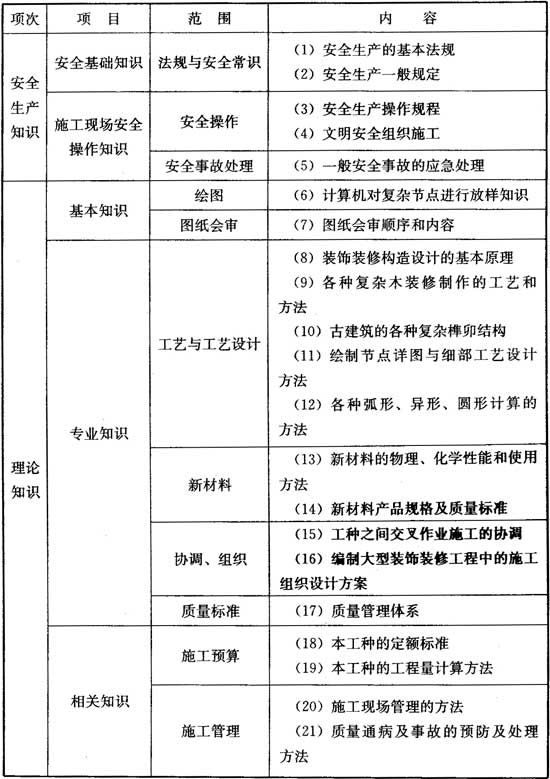 项次 项 目 范 围 内 容
安全
生产
知识
安全基础知识
法规与安全常识
（1）安全生产的基本法规
（2）安全生产一般规定
施工现场安全
操作知识
安全操作
（3）安全生产操作规程
（4）文明安全组织施工
安全事故处理
（5）一般安全事故的应急处理
理论
知识
基本知识
绘图
（6）计算机对复杂节点进行放样知识
图纸会审
（7）图纸会审顺序和内容
专业知识
工艺与工艺设计
（8）装饰装修构造设计的基本原理
（9）各种复杂木装修制作的工艺和
方法
（10）古建筑的各种复杂榫卯结构
（11）绘制节点详图与细部工艺设计
方法
（12）各种弧形、异形、圆形计算的
方法
新材料
（13）新材料的物理、化学性能和使用
方法
（14）新材料产品规格及质量标准
协调、组织
（15）工种之间交叉作业施工的协调
（16）编制大型装饰装修工程中的施工
组织设计方案
质量标准
（17）质量管理体系
相关知识
施工预算
（18）本工种的定额标准
（19）本工种的工程量计算方法
施工管理
（20）施工现场管理的方法
（21）质量通病及事故的预防及处理
方法